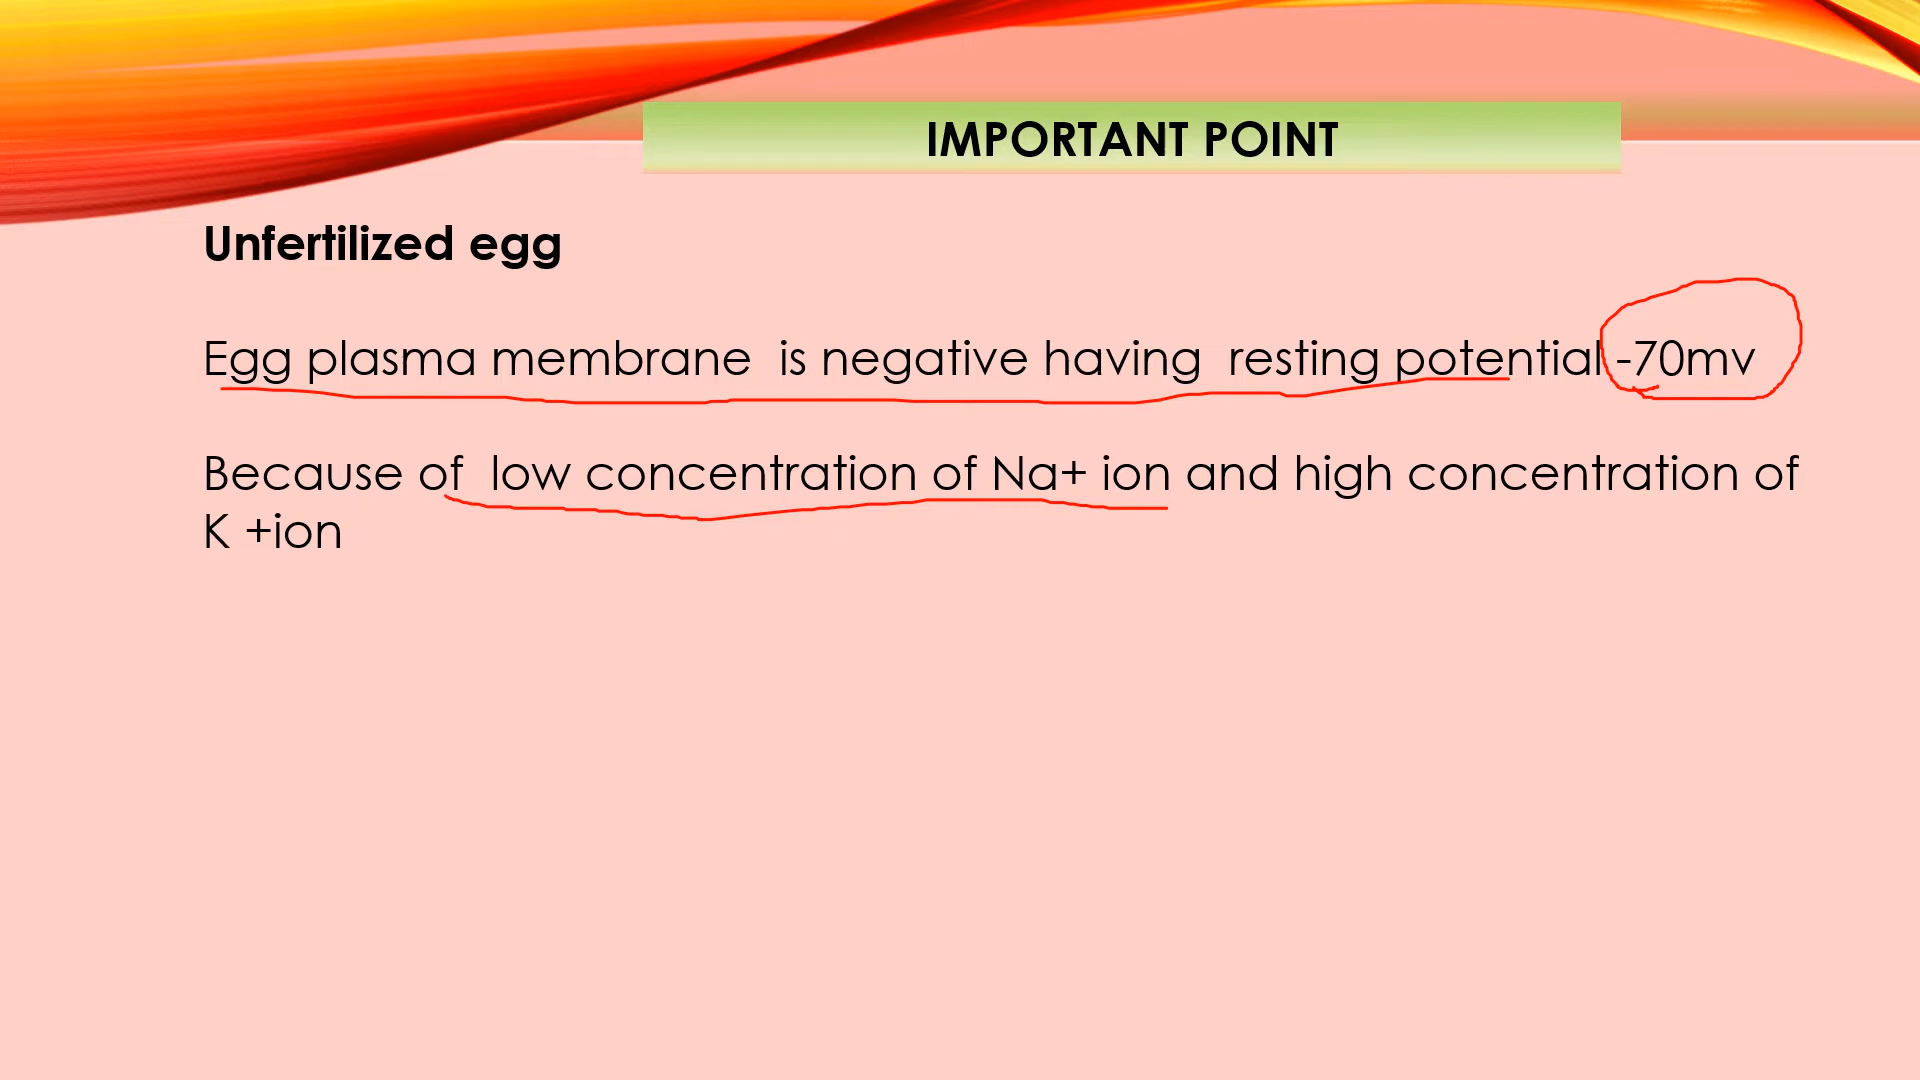 IMPORTANT POINT
Unfertilized egg
Egg plasma membrane is negative having resting potential -70mv
Because of low concentration of Na+ ion and high concentration of
K +ion